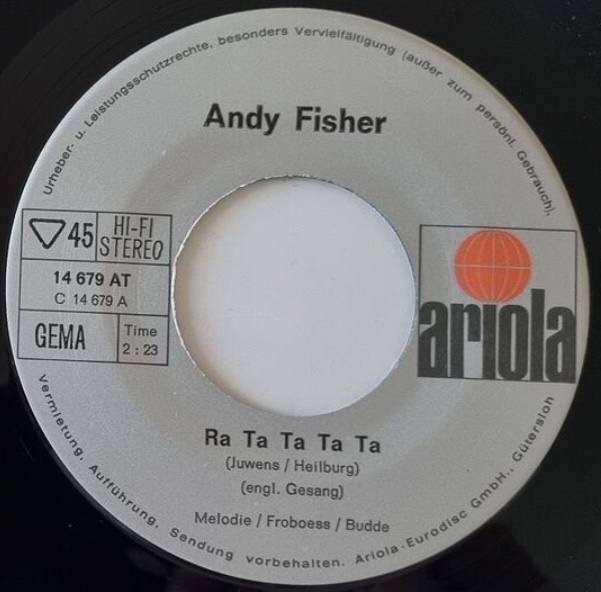 Urheber- u. Leistungsschutzrechte, besonders Vervielfältigung (außer zum persönl. Gebrauch),
Andy Fisher
45
HI-FI
STEREO
14 679 AT
C 14 679 A
GEMA
Time
2 : 23
ariola
Ra Ta Ta Ta Ta
(Juwens / Heilburg)
(engl. Gesang)
Melodie / Froboess / Budde
Vermietung, Aufführung, Sendung vorbehalten. Ariola-Eurodisc GmbH., Gütersloh